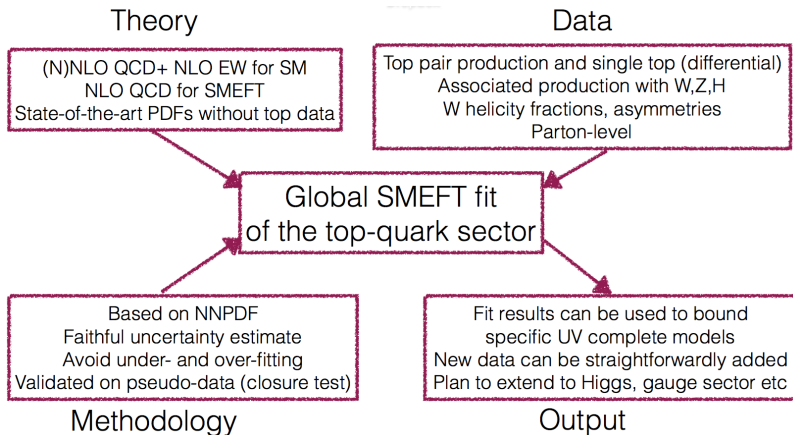 Theory
(N)NLO QCD+ NLO EW for SM
NLO QCD for SMEFT
State-of-the-art PDFs without top data
Data
Top pair production and single top (differential)
Associated production with W,Z,H
W helicity fractions, asymmetries
Parton-level
Global SMEFT fit
of the top-quark sector
Based on NNPDF
Faithful uncertainty estimate
Avoid under- and over-fitting
Validated on pseudo-data (closure test)
Methodology
Fit results can be used to bound
specific UV complete models
New data can be straightforwardly added
Plan to extend to Higgs, gauge sector etc
Output